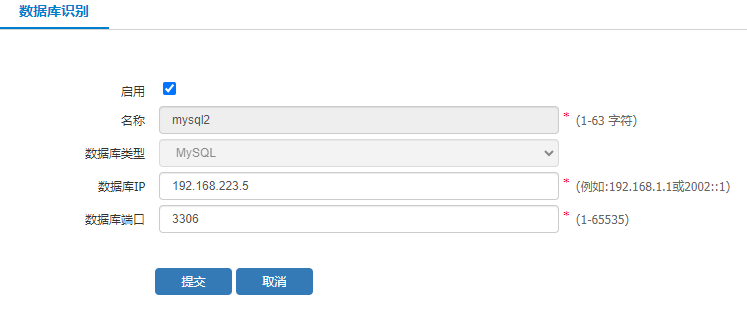 数据库识别
启用
名称 mysql2 * (1-63 字符)
数据库类型 MySQL
数据库IP 192.168.223.5 * (例如:192.168.1.1或2002::1)
数据库端口 3306 * (1-65535)
提交 取消